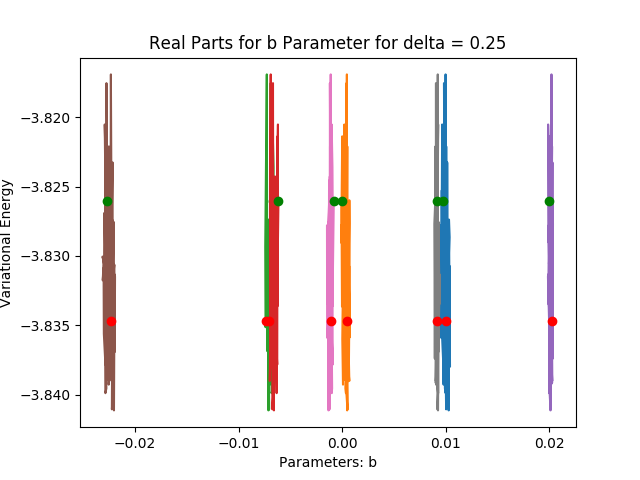 Real Parts for b Parameter for delta = 0.25
Variational Energy
−3.820
−3.825
−3.830
−3.835
−3.840
−0.02 −0.01 0.00 0.01 0.02
Parameters: b